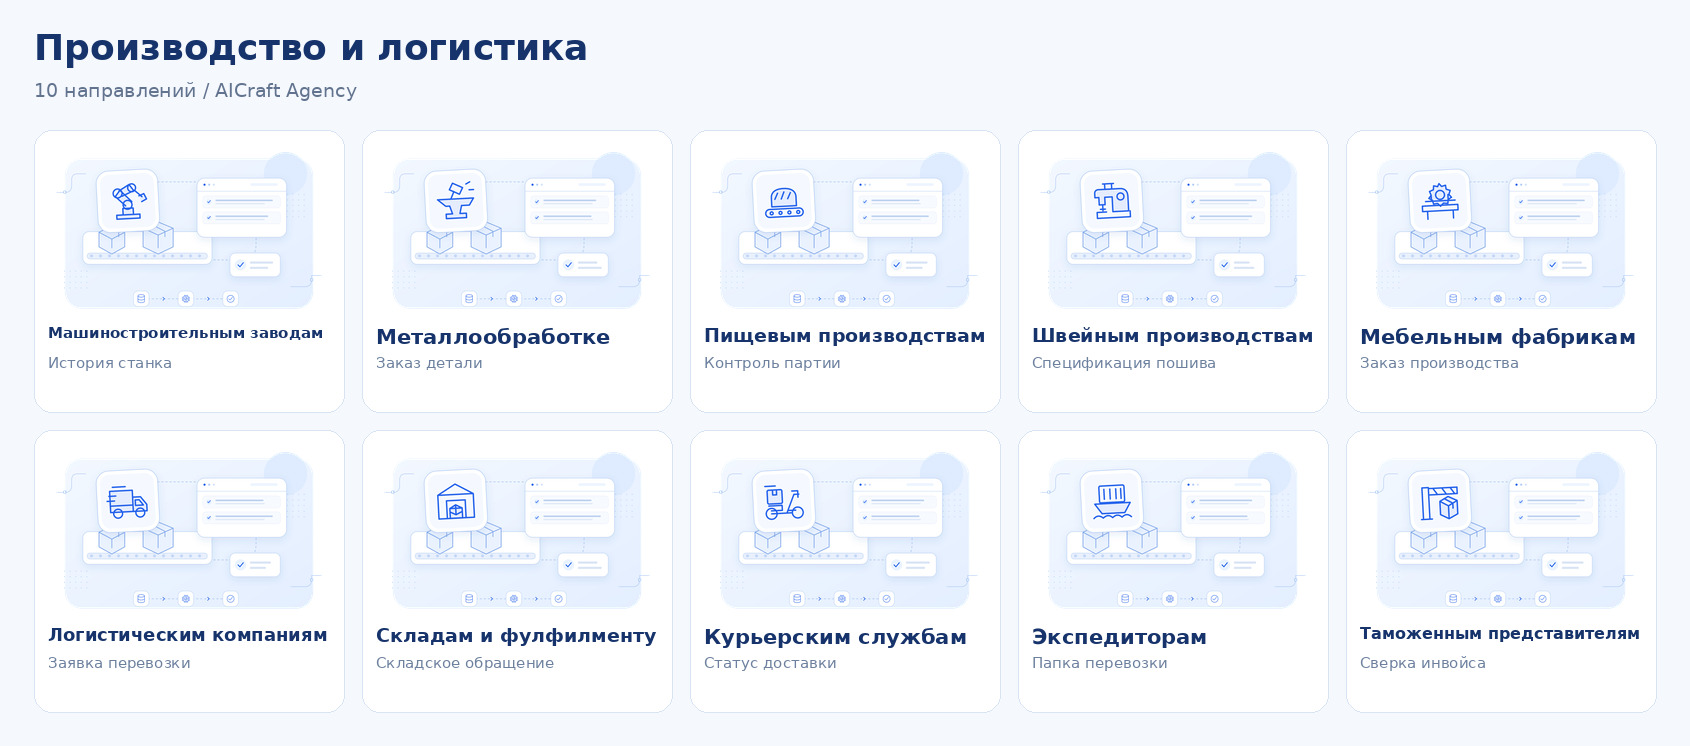 Производство и логистика
10 направлений / AICraft Agency
Машиностроительным заводам
История станка
Металлообработке
Заказ детали
Пищевым производствам
Контроль партии
Швейным производствам
Спецификация пошива
Мебельным фабрикам
Заказ производства
Логистическим компаниям
Заявка перевозки
Складам и фулфилменту
Складское обращение
Курьерским службам
Статус доставки
Экспедиторам
Папка перевозки
Таможенным представителям
Сверка инвойса